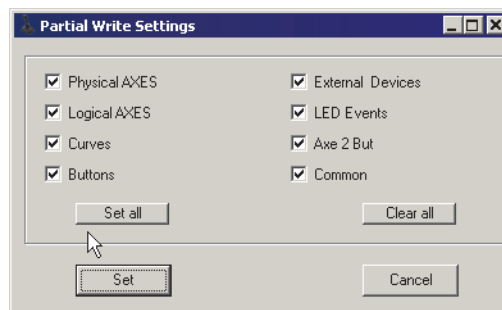 Partial Write Settings
Physical AXES
External Devices
Logical AXES
LED Events
Curves
Axe 2 But
Buttons
Common
Set all
Clear all
Set
Cancel